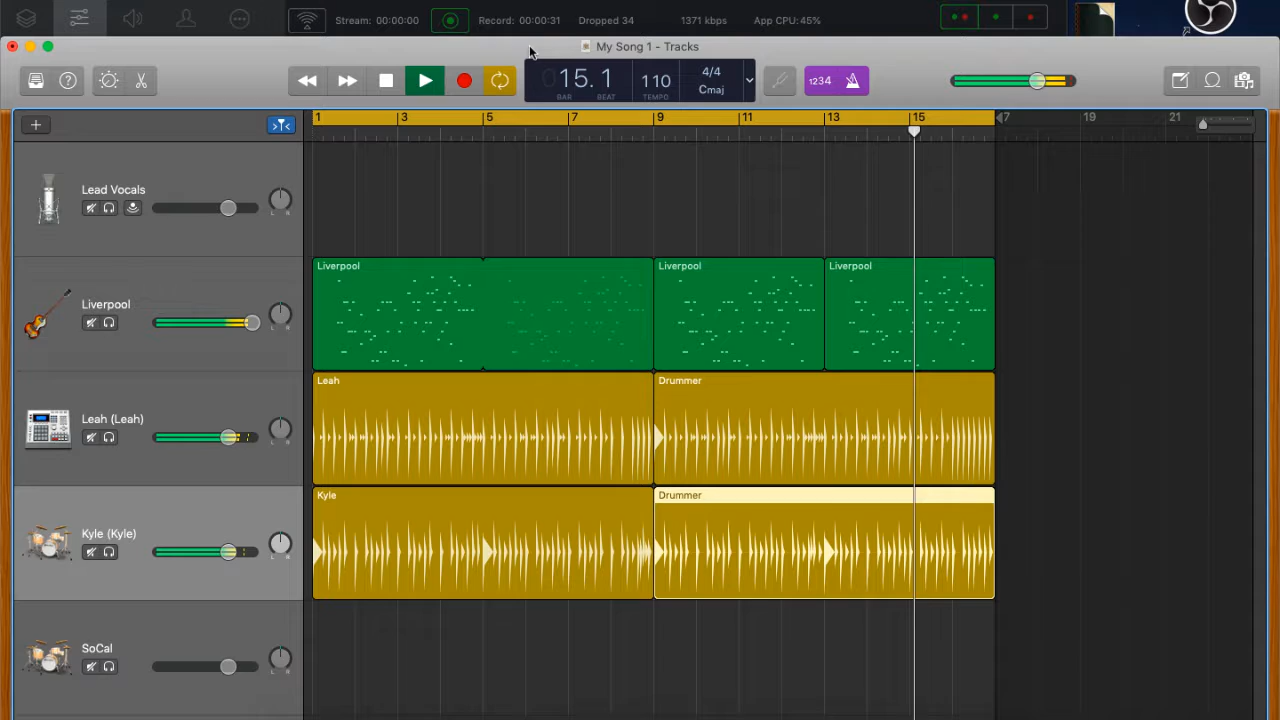 Stream: 00:00:00
Record: 00:00:31
Dropped 34
1371 kbps
App CPU: 45%
My Song 1 - Tracks
015.1
BAR BEAT
110
TEMPO
4/4
Cmaj
1234
1 3 5 7 9 11 13 15 17 19 21
Lead Vocals
L R
Liverpool
L R
Liverpool
Liverpool
Liverpool
Leah (Leah)
L R
Leah
Drummer
Kyle (Kyle)
L R
Kyle
Drummer
SoCal
L R